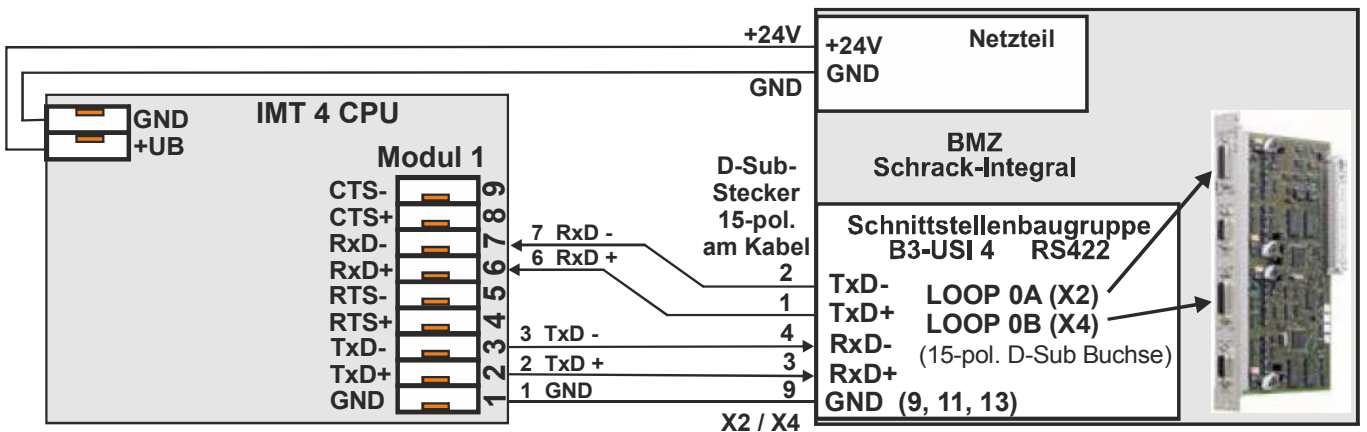 +24V
GND
+24V
GND
Netzteil
GND
+UB
IMT 4 CPU
Modul 1
CTS-
CTS+
RxD-
RxD+
RTS-
RTS+
TxD-
TxD+
GND
9
8
7
6
5
4
3
2
1
7 RxD -
6 RxD +
3 TxD -
2 TxD +
1 GND
D-Sub-
Stecker
15-pol.
am Kabel
2
1
4
3
9
X2 / X4
BMZ
Schrack-Integral
Schnittstellenbaugruppe
B3-USI 4 RS422
TxD-
TxD+
RxD-
RxD+
GND (9, 11, 13)
LOOP 0A (X2)
LOOP 0B (X4)
(15-pol. D-Sub Buchse)